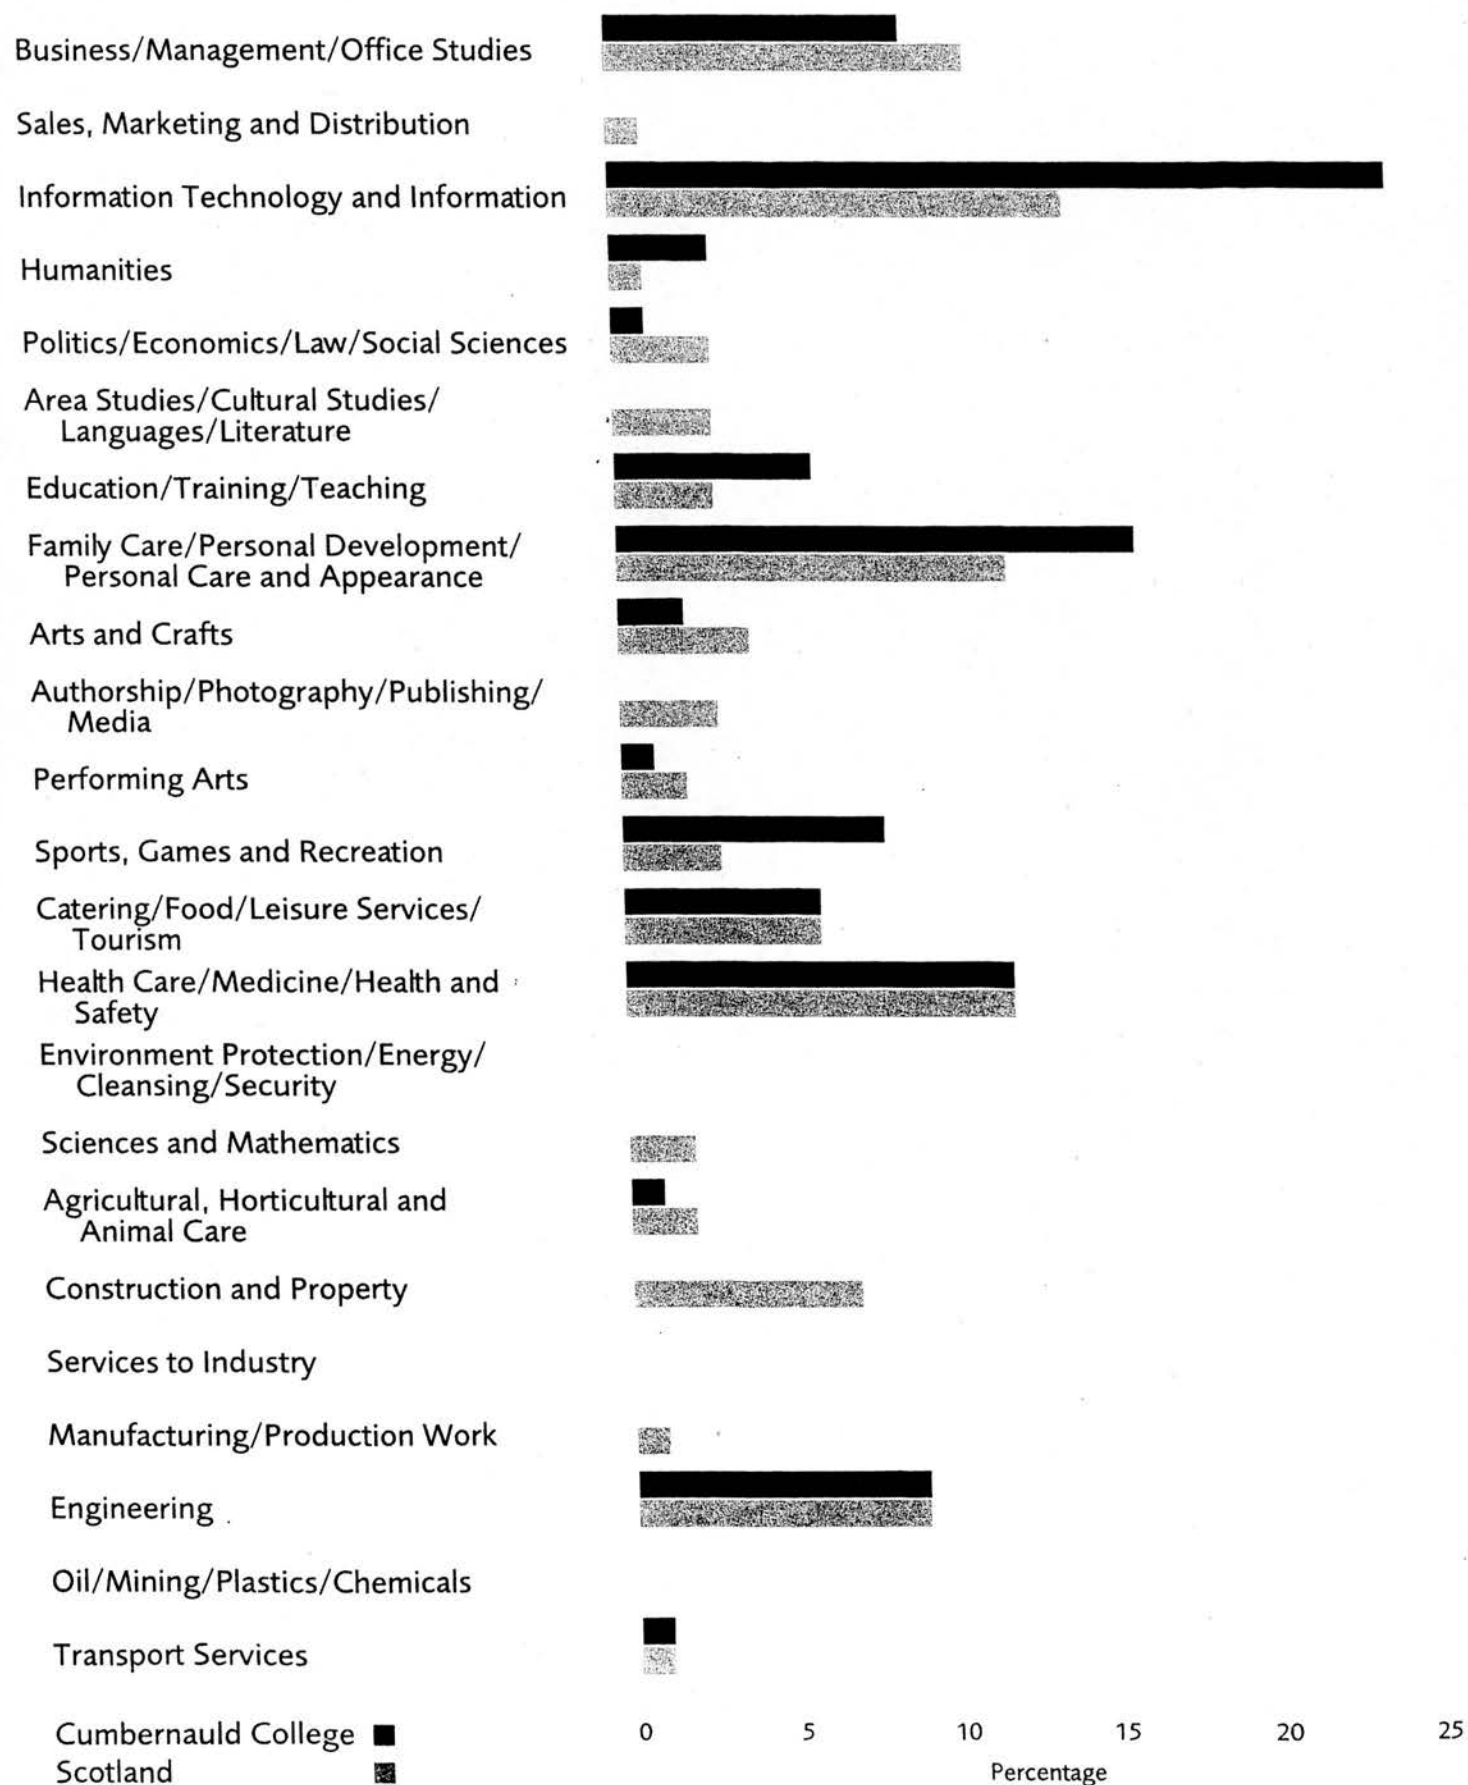 Business/Management/Office Studies
Sales, Marketing and Distribution
Information Technology and Information
Humanities
Politics/Economics/Law/Social Sciences
Area Studies/Cultural Studies/
Languages/Literature
Education/Training/Teaching
Family Care/Personal Development/
Personal Care and Appearance
Arts and Crafts
Authorship/Photography/Publishing/
Media
Performing Arts
Sports, Games and Recreation
Catering/Food/Leisure Services/
Tourism
Health Care/Medicine/Health and
Safety
Environment Protection/Energy/
Cleansing/Security
Sciences and Mathematics
Agricultural, Horticultural and
Animal Care
Construction and Property
Services to Industry
Manufacturing/Production Work
Engineering
Oil/Mining/Plastics/Chemicals
Transport Services
Cumbernauld College
Scotland
0 5 10 15 20 25
Percentage